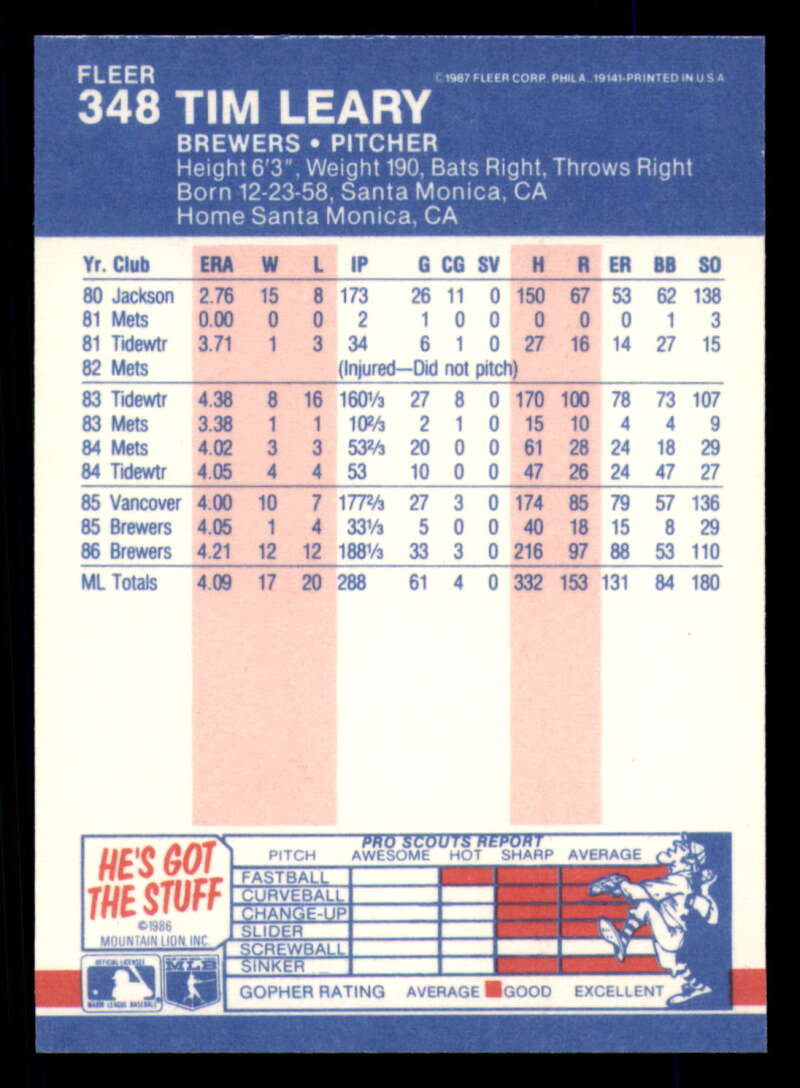 FLEER
©1987 FLEER CORP. PHILA., 19141-PRINTED IN U.S.A
348 TIM LEARY
BREWERS • PITCHER
Height 6'3", Weight 190, Bats Right, Throws Right
Born 12-23-58, Santa Monica, CA
Home Santa Monica, CA
Yr. Club ERA W L IP G CG SV H R ER BB SO
80 Jackson 2.76 15 8 173 26 11 0 150 67 53 62 138
81 Mets 0.00 0 0 2 1 0 0 0 0 0 1 3
81 Tidewtr 3.71 1 3 34 6 1 0 27 16 14 27 15
82 Mets (Injured—Did not pitch)
83 Tidewtr 4.38 8 16 160⅓ 27 8 0 170 100 78 73 107
83 Mets 3.38 1 1 10⅔ 2 1 0 15 10 4 4 9
84 Mets 4.02 3 3 53⅔ 20 0 0 61 28 24 18 29
84 Tidewtr 4.05 4 4 53 10 0 0 47 26 24 47 27
85 Vancover 4.00 10 7 177⅔ 27 3 0 174 85 79 57 136
85 Brewers 4.05 1 4 33⅓ 5 0 0 40 18 15 8 29
86 Brewers 4.21 12 12 188⅓ 33 3 0 216 97 88 53 110
ML Totals 4.09 17 20 288 61 4 0 332 153 131 84 180
HE'S GOT
THE STUFF
©1986
MOUNTAIN LION, INC.
OFFICIAL LICENSEE
MAJOR LEAGUE BASEBALL
MLB
PRO SCOUTS REPORT
PITCH AWESOME HOT SHARP AVERAGE
FASTBALL
CURVEBALL
CHANGE-UP
SLIDER
SCREWBALL
SINKER
GOPHER RATING AVERAGE GOOD EXCELLENT